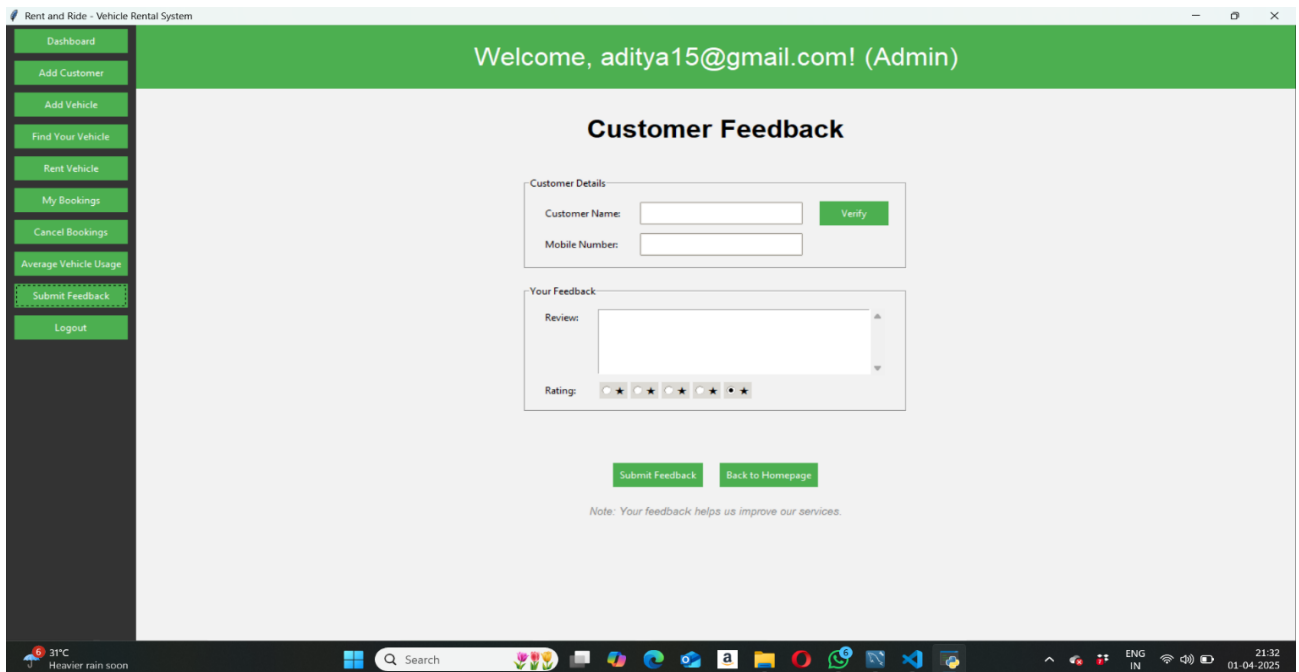 Rent and Ride - Vehicle Rental System
Dashboard
Add Customer
Add Vehicle
Find Your Vehicle
Rent Vehicle
My Bookings
Cancel Bookings
Average Vehicle Usage
Submit Feedback
Logout
Welcome, aditya15@gmail.com! (Admin)
Customer Feedback
Customer Details
Customer Name:
Verify
Mobile Number:
Your Feedback
Review:
Rating: ★ ★ ★ ★ ★
Submit Feedback
Back to Homepage
Note: Your feedback helps us improve our services.
6
31°C
Heavier rain soon
Search
a
6
ENG
IN
21:32
01-04-2025